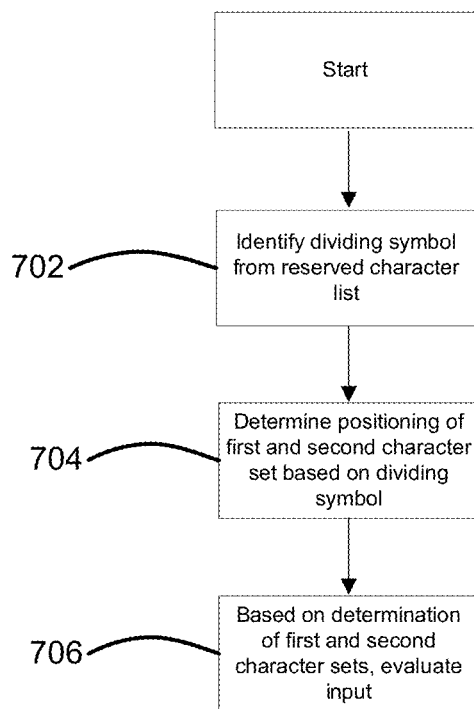 Start
702
Identify dividing symbol
from reserved character
list
704
Determine positioning of
first and second character
set based on dividing
symbol
706
Based on determination
of first and second
character sets, evaluate
input